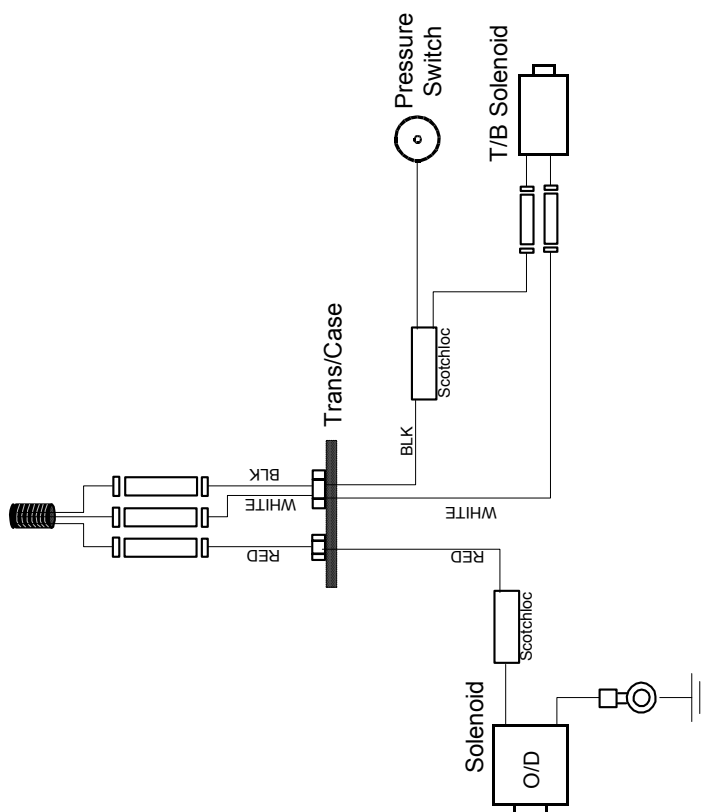 Pressure
Switch
T/B Solenoid
Trans/Case
Scotchloc
BLK
BLK
WHITE
WHITE
RED
RED
Scotchloc
Solenoid
O/D